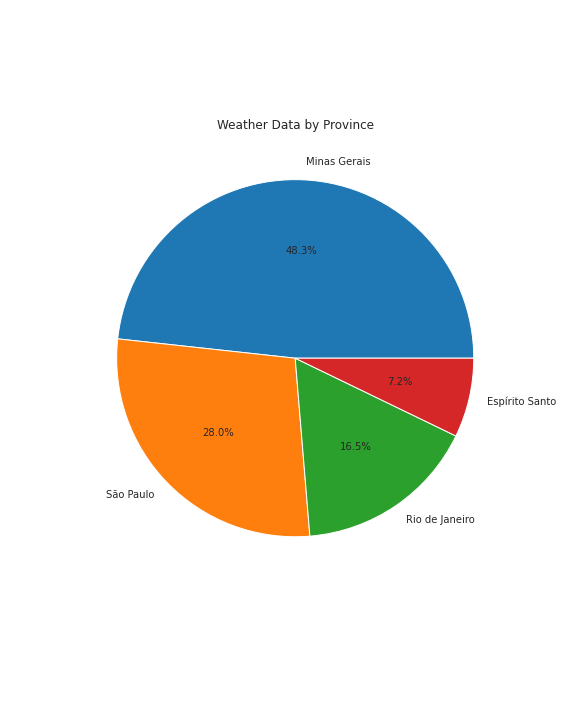 Weather Data by Province
Minas Gerais
48.3%
7.2%
Espírito Santo
28.0%
16.5%
São Paulo
Rio de Janeiro